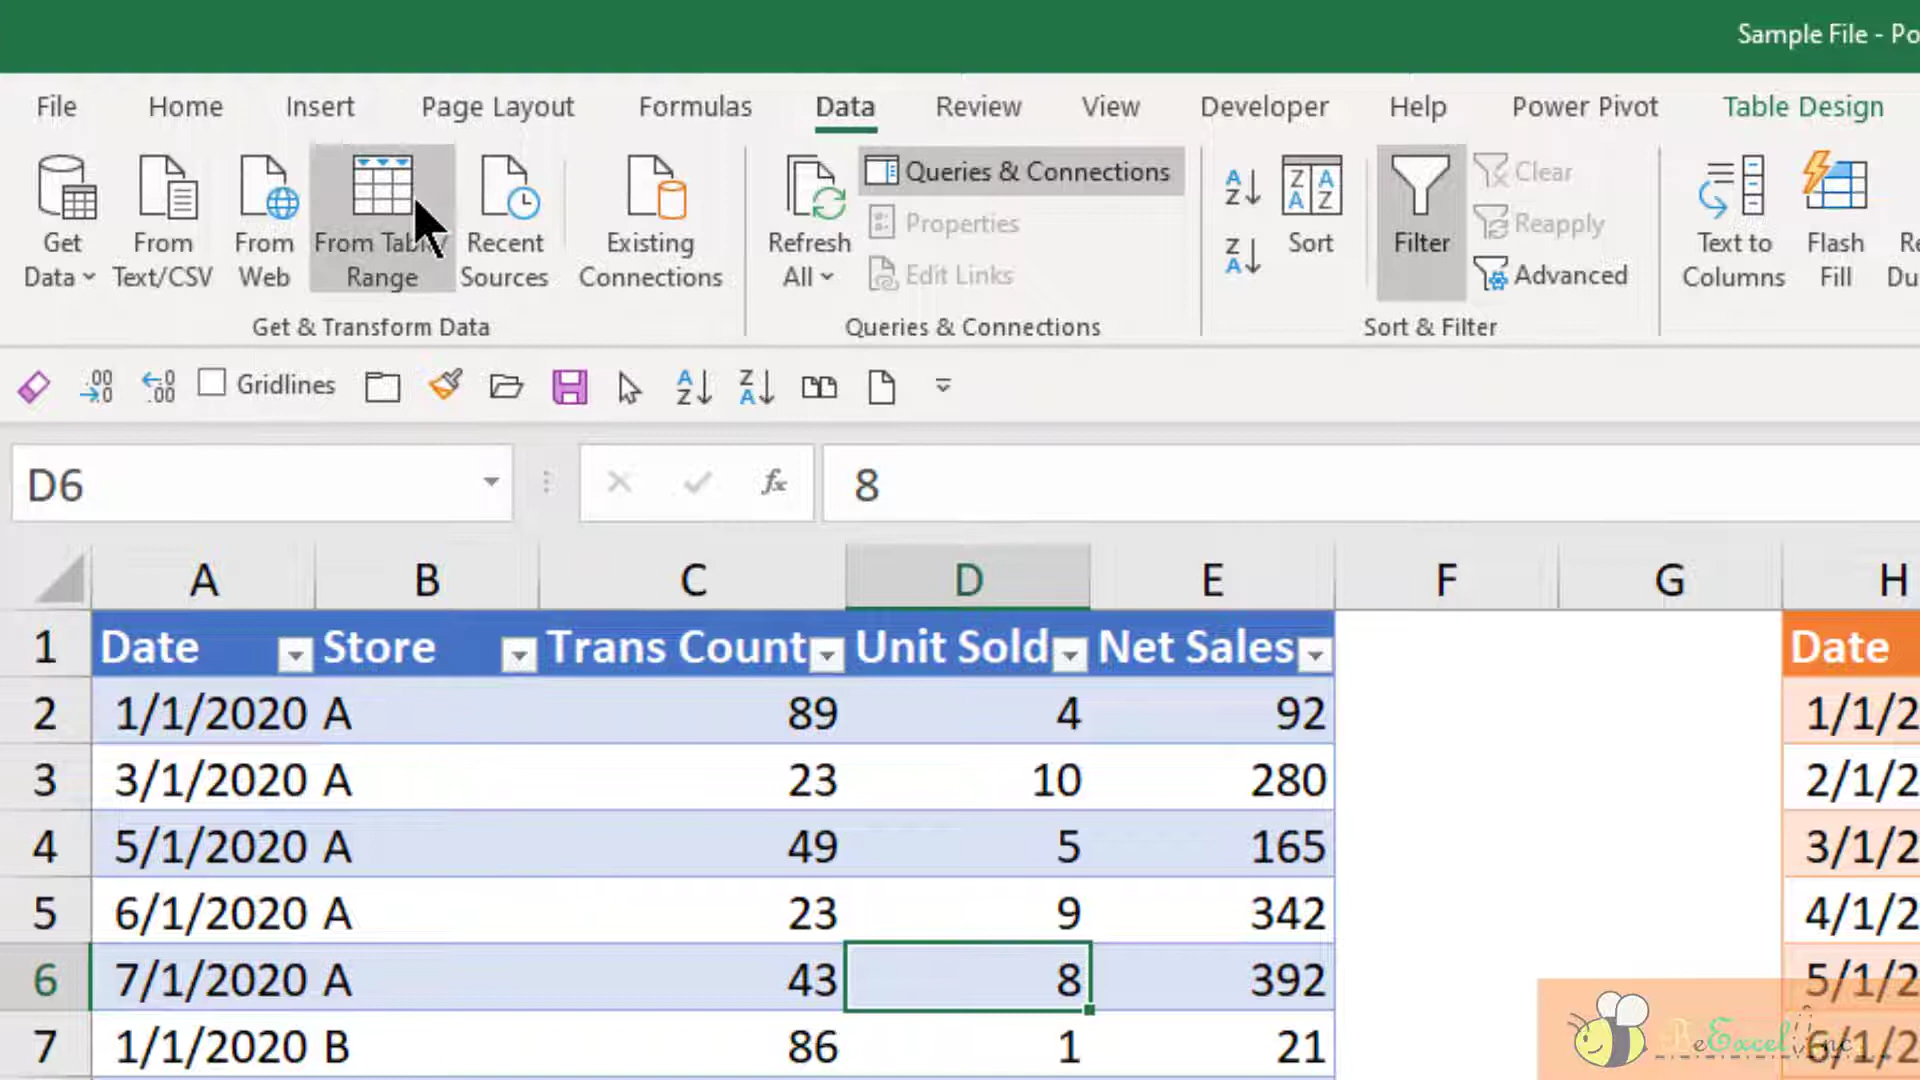 Sample File - Po
File Home Insert Page Layout Formulas Data Review View Developer Help Power Pivot Table Design
Get Data
From Text/CSV
From Web
From Table/ Range
Recent Sources
Existing Connections
Refresh All
Queries & Connections
Properties
Edit Links
Sort
Filter
Clear
Reapply
Advanced
Text to Columns
Flash Fill
Get & Transform Data
Queries & Connections
Sort & Filter
Gridlines
D6 fx 8
A B C D E F G H
1 Date Store Trans Count Unit Sold Net Sales Date
2 1/1/2020 A 89 4 92 1/1/2
3 3/1/2020 A 23 10 280 2/1/2
4 5/1/2020 A 49 5 165 3/1/2
5 6/1/2020 A 23 9 342 4/1/2
6 7/1/2020 A 43 8 392 5/1/2
7 1/1/2020 B 86 1 21 6/1/2